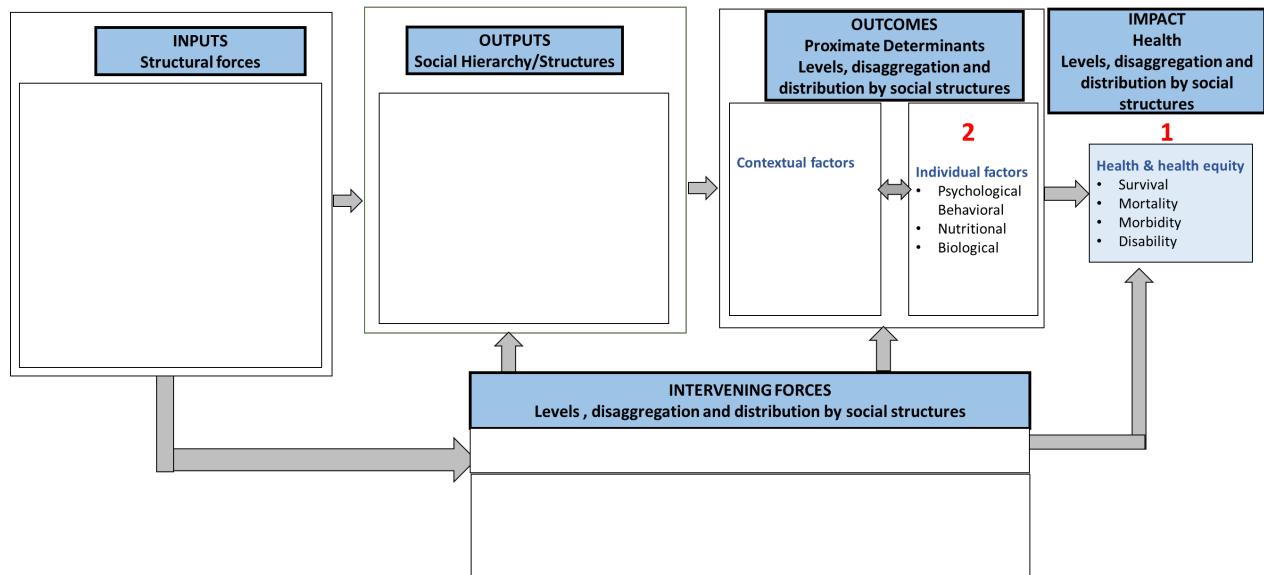 INPUTS
Structural forces
OUTPUTS
Social Hierarchy/Structures
OUTCOMES
Proximate Determinants
Levels, disaggregation and
distribution by social structures
IMPACT
Health
Levels, disaggregation and
distribution by social
structures
Contextual factors
2
Individual factors
• Psychological
Behavioral
• Nutritional
• Biological
1
Health & health equity
• Survival
• Mortality
• Morbidity
• Disability
INTERVENING FORCES
Levels , disaggregation and distribution by social structures